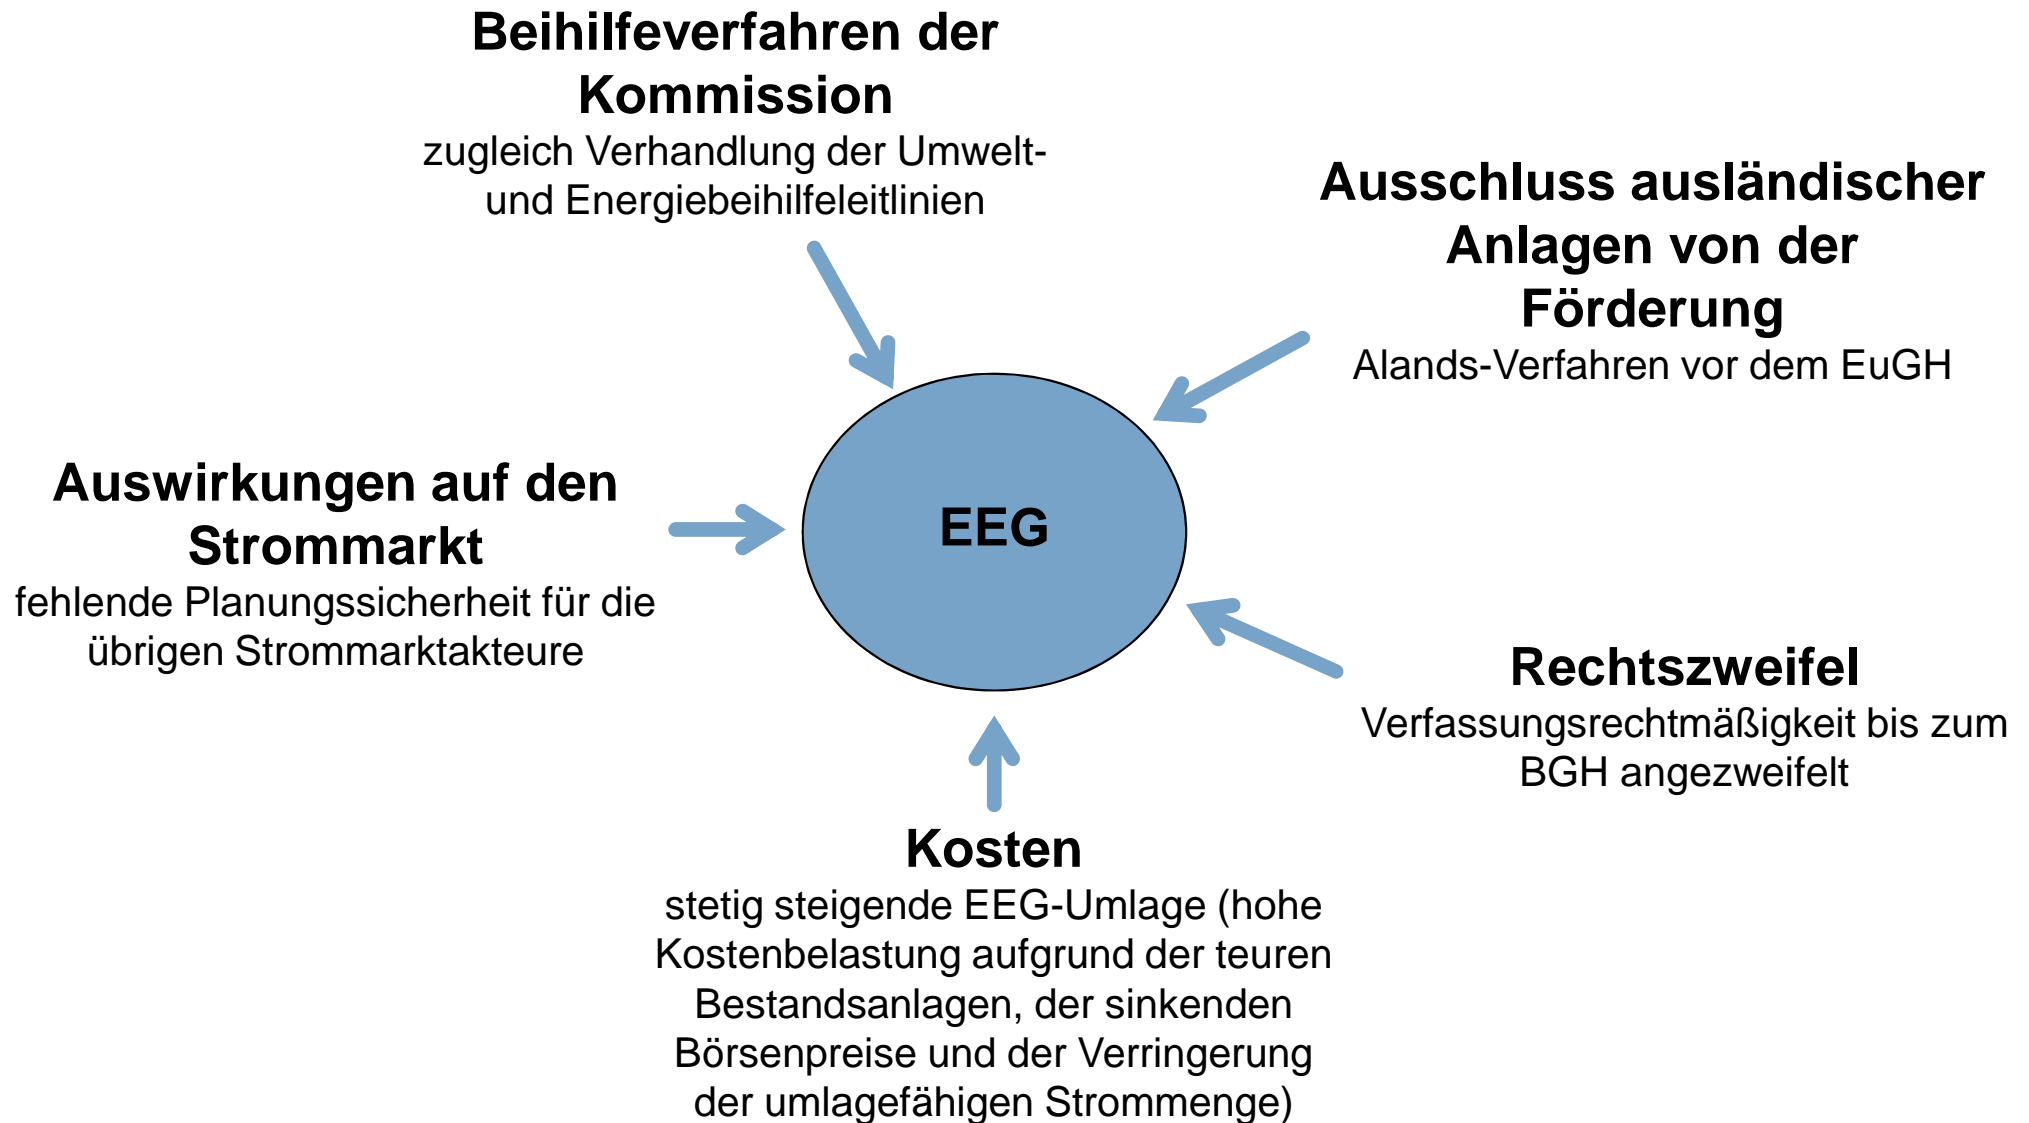 Beihilfeverfahren der
Kommission
zugleich Verhandlung der Umwelt-
und Energiebeihilfeleitlinien
Ausschluss ausländischer
Anlagen von der
Förderung
Alands-Verfahren vor dem EuGH
Auswirkungen auf den
Strommarkt
fehlende Planungssicherheit für die
übrigen Strommarktakteure
EEG
Rechtszweifel
Verfassungsrechtmäßigkeit bis zum
BGH angezweifelt
Kosten
stetig steigende EEG-Umlage (hohe
Kostenbelastung aufgrund der teuren
Bestandsanlagen, der sinkenden
Börsenpreise und der Verringerung
der umlagefähigen Strommenge)